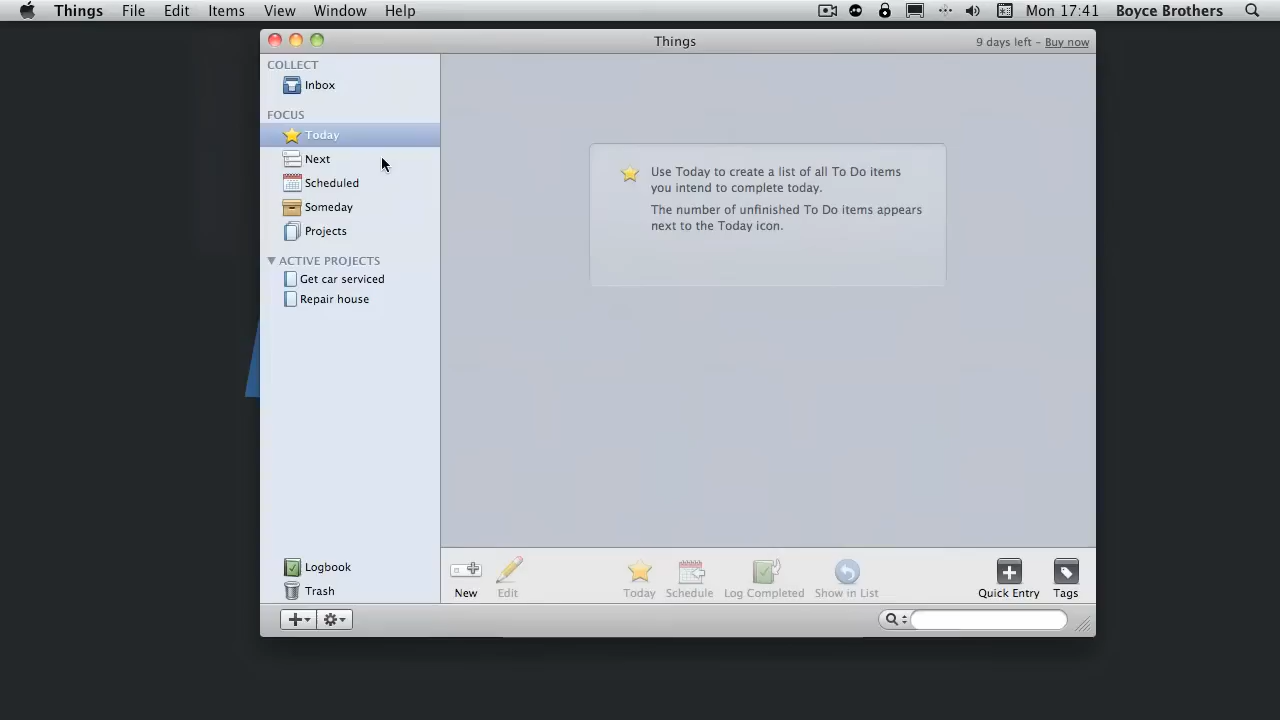 Things File Edit Items View Window Help Mon 17:41 Boyce Brothers
Things
9 days left – Buy now
COLLECT
Inbox
FOCUS
Today
Next
Scheduled
Someday
Projects
ACTIVE PROJECTS
Get car serviced
Repair house
Logbook
Trash
Use Today to create a list of all To Do items
you intend to complete today.
The number of unfinished To Do items appears
next to the Today icon.
New Edit Today Schedule Log Completed Show in List Quick Entry Tags